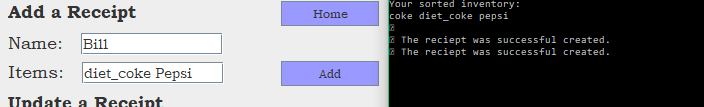 Add a Receipt
Home
Name:
Bill
Items:
diet_coke Pepsi
Add
Update a Receipt
Your sorted inventory:
coke diet_coke pepsi
The reciept was successful created.
The reciept was successful created.